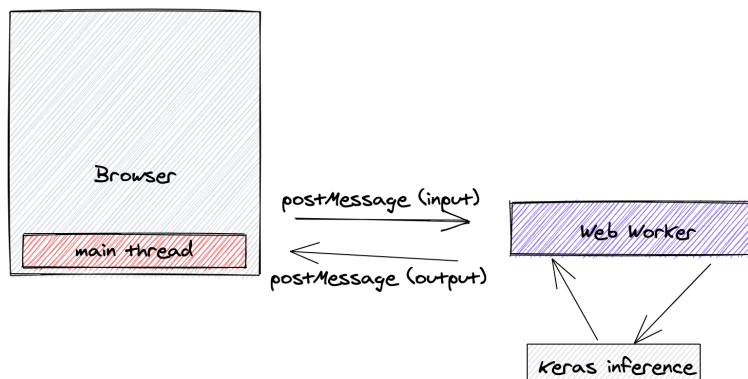 Browser
main thread
postMessage (input)
postMessage (output)
Web Worker
Keras inference